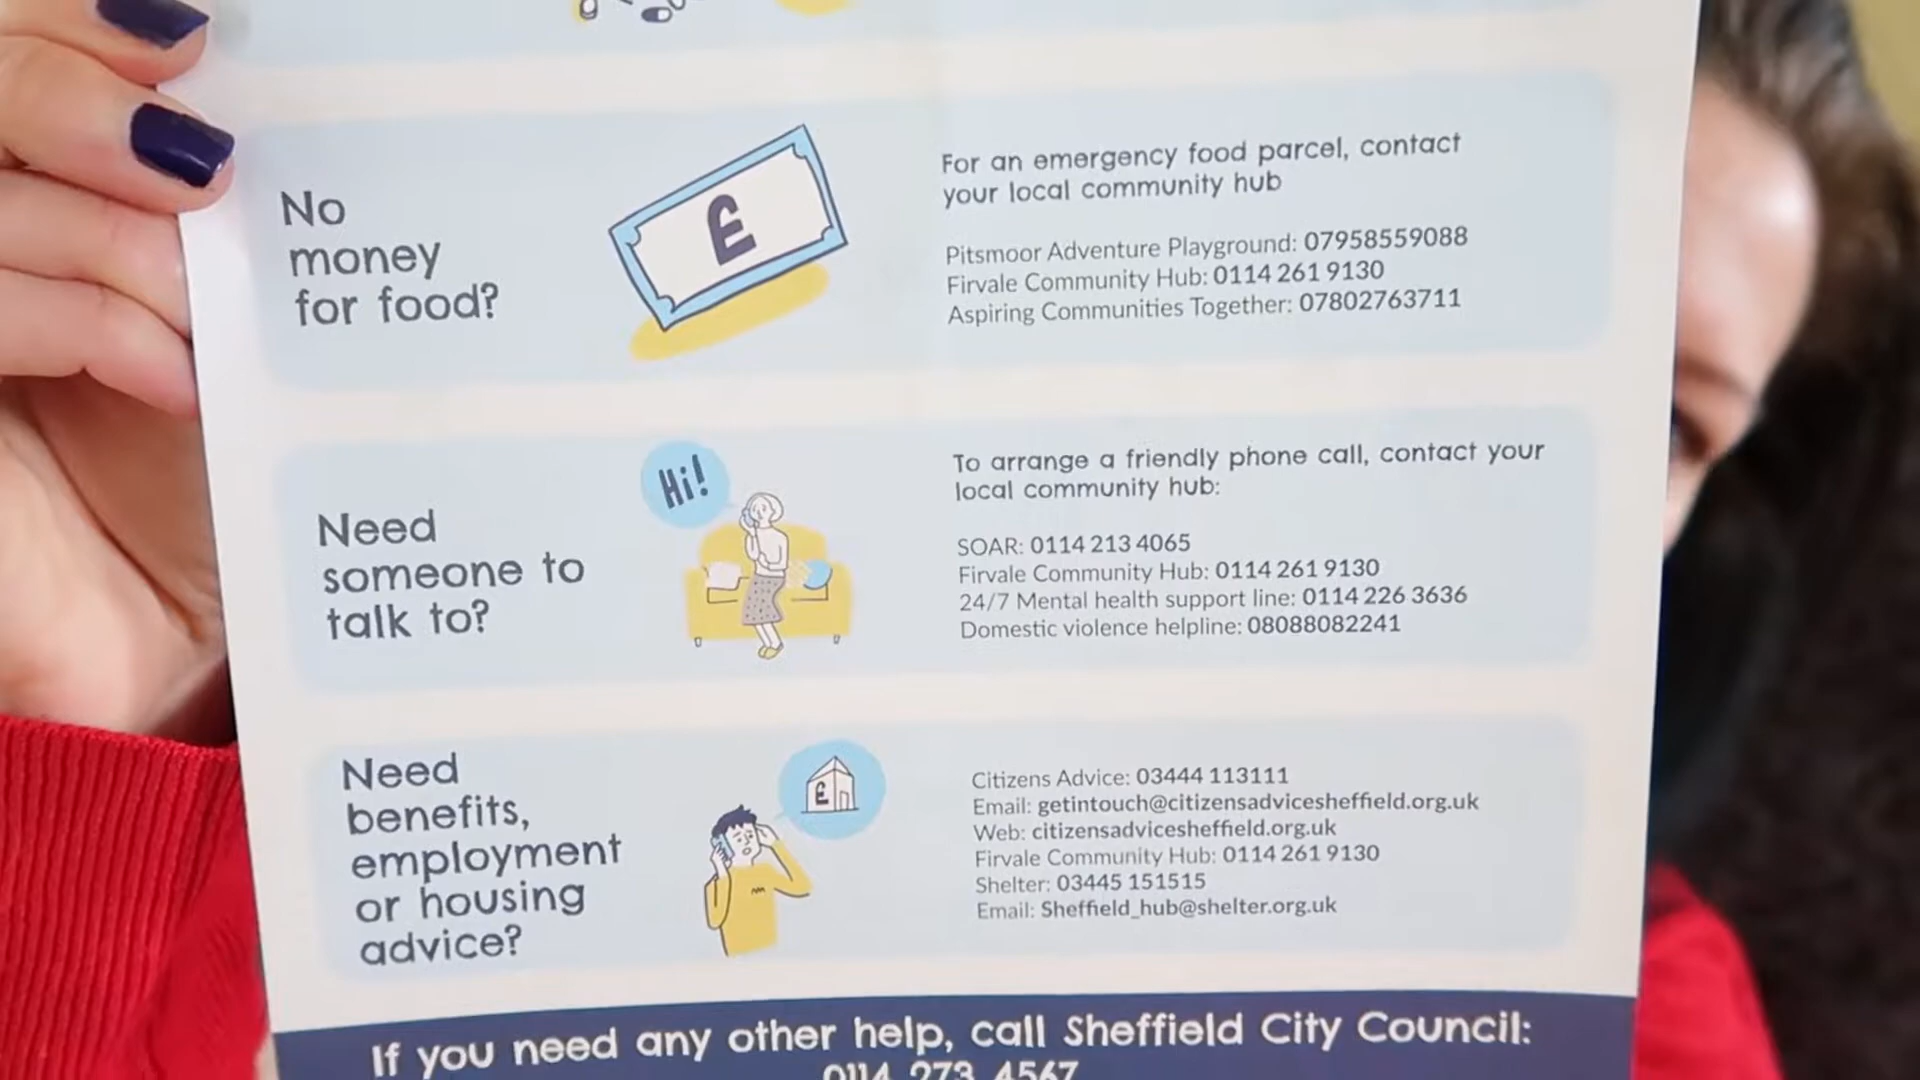 No
money
for food?
£
For an emergency food parcel, contact
your local community hub
Pitsmoor Adventure Playground: 07958559088
Firvale Community Hub: 0114 261 9130
Aspiring Communities Together: 07802763711
Need
someone to
talk to?
Hi!
To arrange a friendly phone call, contact your
local community hub:
SOAR: 0114 213 4065
Firvale Community Hub: 0114 261 9130
24/7 Mental health support line: 0114 226 3636
Domestic violence helpline: 08088082241
Need
benefits,
employment
or housing
advice?
£
Citizens Advice: 03444 113111
Email: getintouch@citizensadvicesheffield.org.uk
Web: citizensadvicesheffield.org.uk
Firvale Community Hub: 0114 261 9130
Shelter: 03445 151515
Email: Sheffield_hub@shelter.org.uk
If you need any other help, call Sheffield City Council:
0114 273 4567